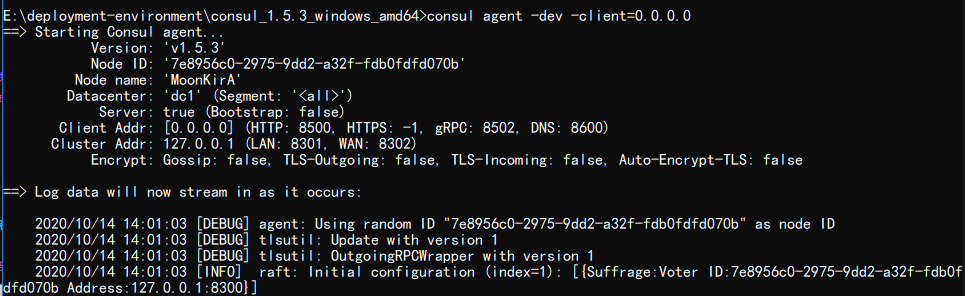 E:\deployment-environment\consul_1.5.3_windows_amd64>consul agent -dev -client=0.0.0.0
==> Starting Consul agent...
Version: 'v1.5.3'
Node ID: '7e8956c0-2975-9dd2-a32f-fdb0fdfd070b'
Node name: 'MoonKirA'
Datacenter: 'dc1' (Segment: '<all>')
Server: true (Bootstrap: false)
Client Addr: [0.0.0.0] (HTTP: 8500, HTTPS: -1, gRPC: 8502, DNS: 8600)
Cluster Addr: 127.0.0.1 (LAN: 8301, WAN: 8302)
Encrypt: Gossip: false, TLS-Outgoing: false, TLS-Incoming: false, Auto-Encrypt-TLS: false
==> Log data will now stream in as it occurs:
2020/10/14 14:01:03 [DEBUG] agent: Using random ID "7e8956c0-2975-9dd2-a32f-fdb0fdfd070b" as node ID
2020/10/14 14:01:03 [DEBUG] tlsutil: Update with version 1
2020/10/14 14:01:03 [DEBUG] tlsutil: OutgoingRPCWrapper with version 1
2020/10/14 14:01:03 [INFO]  raft: Initial configuration (index=1): [{Suffrage:Voter ID:7e8956c0-2975-9dd2-a32f-fdb0f
dfd070b Address:127.0.0.1:8300}]